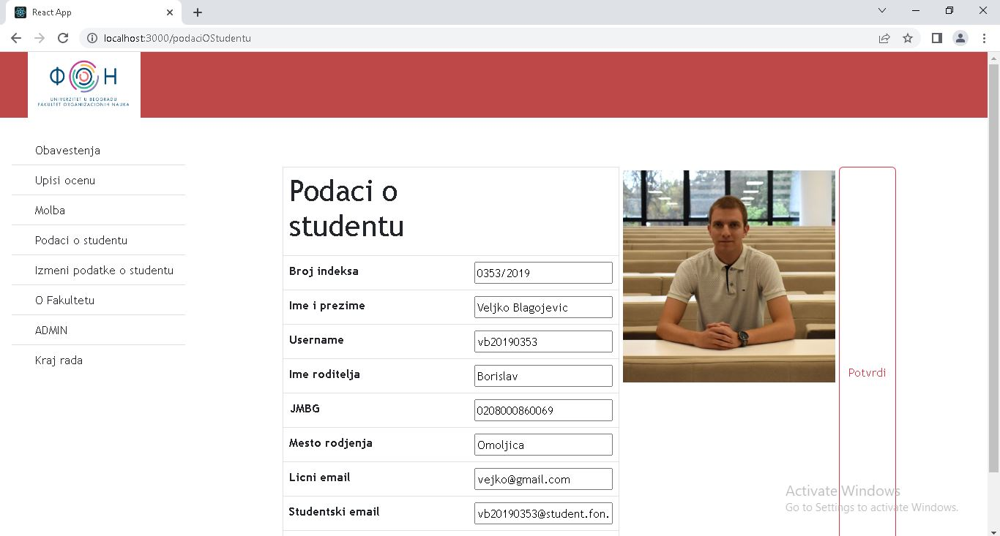 React App
localhost:3000/podaciOStudentu
ФОН
UNIVERZITET U BEOGRADU
FAKULTET ORGANIZACIONIH NAUKA
Obavestenja
Upisi ocenu
Molba
Podaci o studentu
Izmeni podatke o studentu
O Fakultetu
ADMIN
Kraj rada
Podaci o
studentu
Broj indeksa 0353/2019
Ime i prezime Veljko Blagojevic
Username vb20190353
Ime roditelja Borislav
JMBG 0208000860069
Mesto rodjenja Omoljica
Licni email vejko@gmail.com
Studentski email vb20190353@student.fon.
Potvrdi
Activate Windows
Go to Settings to activate Windows.